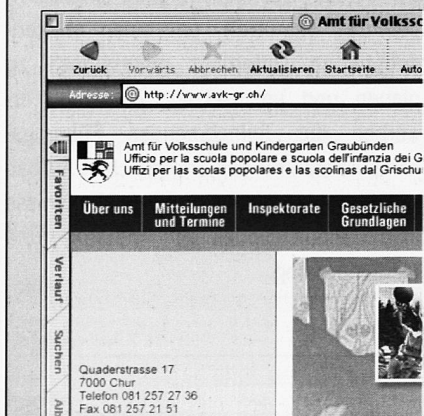 Amt für Volkssc
Zurück Vorwärts Abbrechen Aktualisieren Startseite Auto
Adresse: http://www.avk-gr.ch/
Amt für Volksschule und Kindergarten Graubünden
Ufficio per la scuola popolare e scuola dell'infanzia dei G
Uffizi per las scolas popolares e las scolinas dal Grischu
Favoriten
Verlauf
Suchen
Über uns
Mitteilungen
und Termine
Inspektorate
Gesetzliche
Grundlagen
Quaderstrasse 17
7000 Chur
Telefon 081 257 27 36
Fax 081 257 21 51